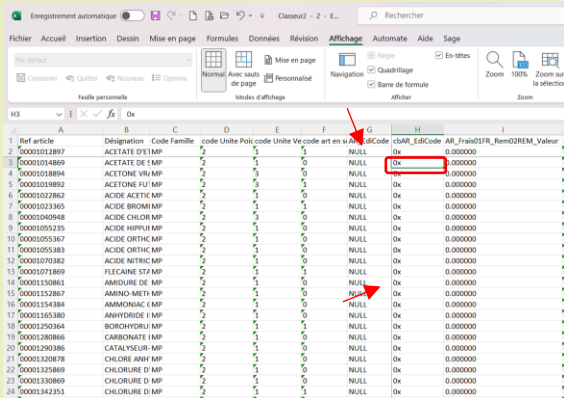 Enregistrement automatique Classeur2 - 2 - E... Rechercher
Fichier Accueil Insertion Dessin Mise en page Formules Données Révision Affichage Automate Aide Sage
Par défaut
Conserver Quitter Nouveau Options
Feuille personnelle
Normal Avec sauts de page Mise en page Personnalisé
Modes d'affichage
Navigation Règle En-têtes Quadrillage Barre de formule
Afficher
Zoom 100% Zoom sur la sélection
Zoom
H3 fx 0x
A B C D E F G H I
1 Ref article Désignation Code Famille code Unite Poic code Unite Ve code art en s AR_EdiCode cbAR_EdiCode AR_Frais01FR_Rem02REM_Valeur
2 00001012897 ACETATE D'ET MP 2 1 1 NULL 0x 0.000000
3 00001014869 ACETATE DE S MP 2 1 0 NULL 0x 0.000000
4 00001018894 ACETONE VRA MP 2 3 0 NULL 0x 0.000000
5 00001019892 ACETONE FUT MP 2 3 1 NULL 0x 0.000000
6 00001022862 ACIDE ACETIC MP 2 1 0 NULL 0x 0.000000
7 00001023365 ACIDE BROMI MP 2 1 1 NULL 0x 0.000000
8 00001040948 ACIDE CHLOR MP 2 3 0 NULL 0x 0.000000
9 00001055235 ACIDE HIPPUI MP 2 1 0 NULL 0x 0.000000
10 00001055367 ACIDE ORTHC MP 2 1 0 NULL 0x 0.000000
11 00001055383 ACIDE ORTHC MP 2 1 0 NULL 0x 0.000000
12 00001070382 ACIDE NITRIC MP 2 1 0 NULL 0x 0.000000
13 00001071869 FLECAINE STA MP 2 1 1 NULL 0x 0.000000
14 00001150861 AMIDURE DE MP 2 1 0 NULL 0x 0.000000
15 00001152867 AMINO-METH MP 2 1 0 NULL 0x 0.000000
16 00001154384 AMMONIAC C MP 2 1 0 NULL 0x 0.000000
17 00001165380 ANHYDRIDE I MP 2 1 0 NULL 0x 0.000000
18 00001250364 BOROHYDRUI MP 2 1 1 NULL 0x 0.000000
19 00001280866 CARBONATE I MP 2 1 0 NULL 0x 0.000000
20 00001290386 CATALYSEUR- MP 2 1 0 NULL 0x 0.000000
21 00001320878 CHLORE ANHY MP 2 1 0 NULL 0x 0.000000
22 00001325869 CHLORURE D' MP 2 1 0 NULL 0x 0.000000
23 00001330869 CHLORURE D MP 2 1 0 NULL 0x 0.000000
24 00001342351 CHLORURE D MP 2 1 1 NULL 0x 0.000000